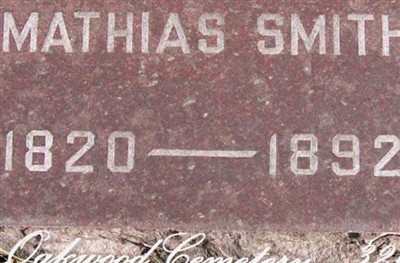 MATHIAS SMITH
1820 — 1892
Oakwood Cemetery